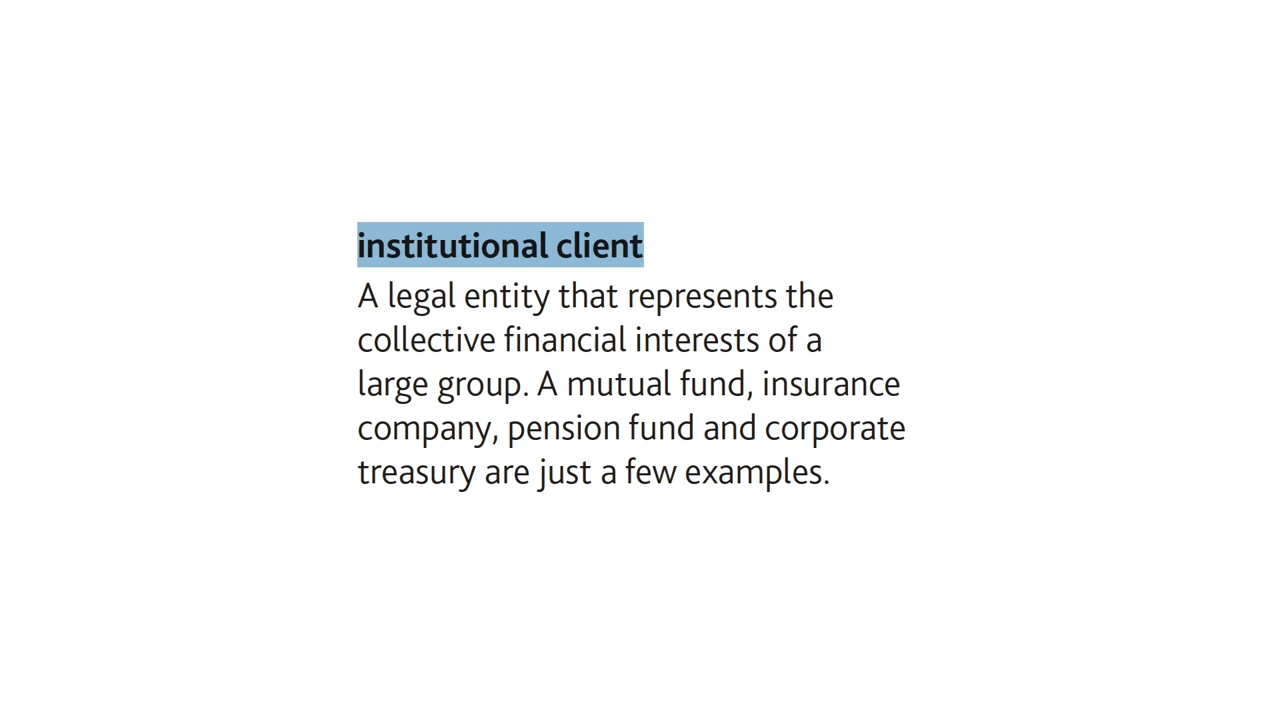 institutional client
A legal entity that represents the
collective financial interests of a
large group. A mutual fund, insurance
company, pension fund and corporate
treasury are just a few examples.